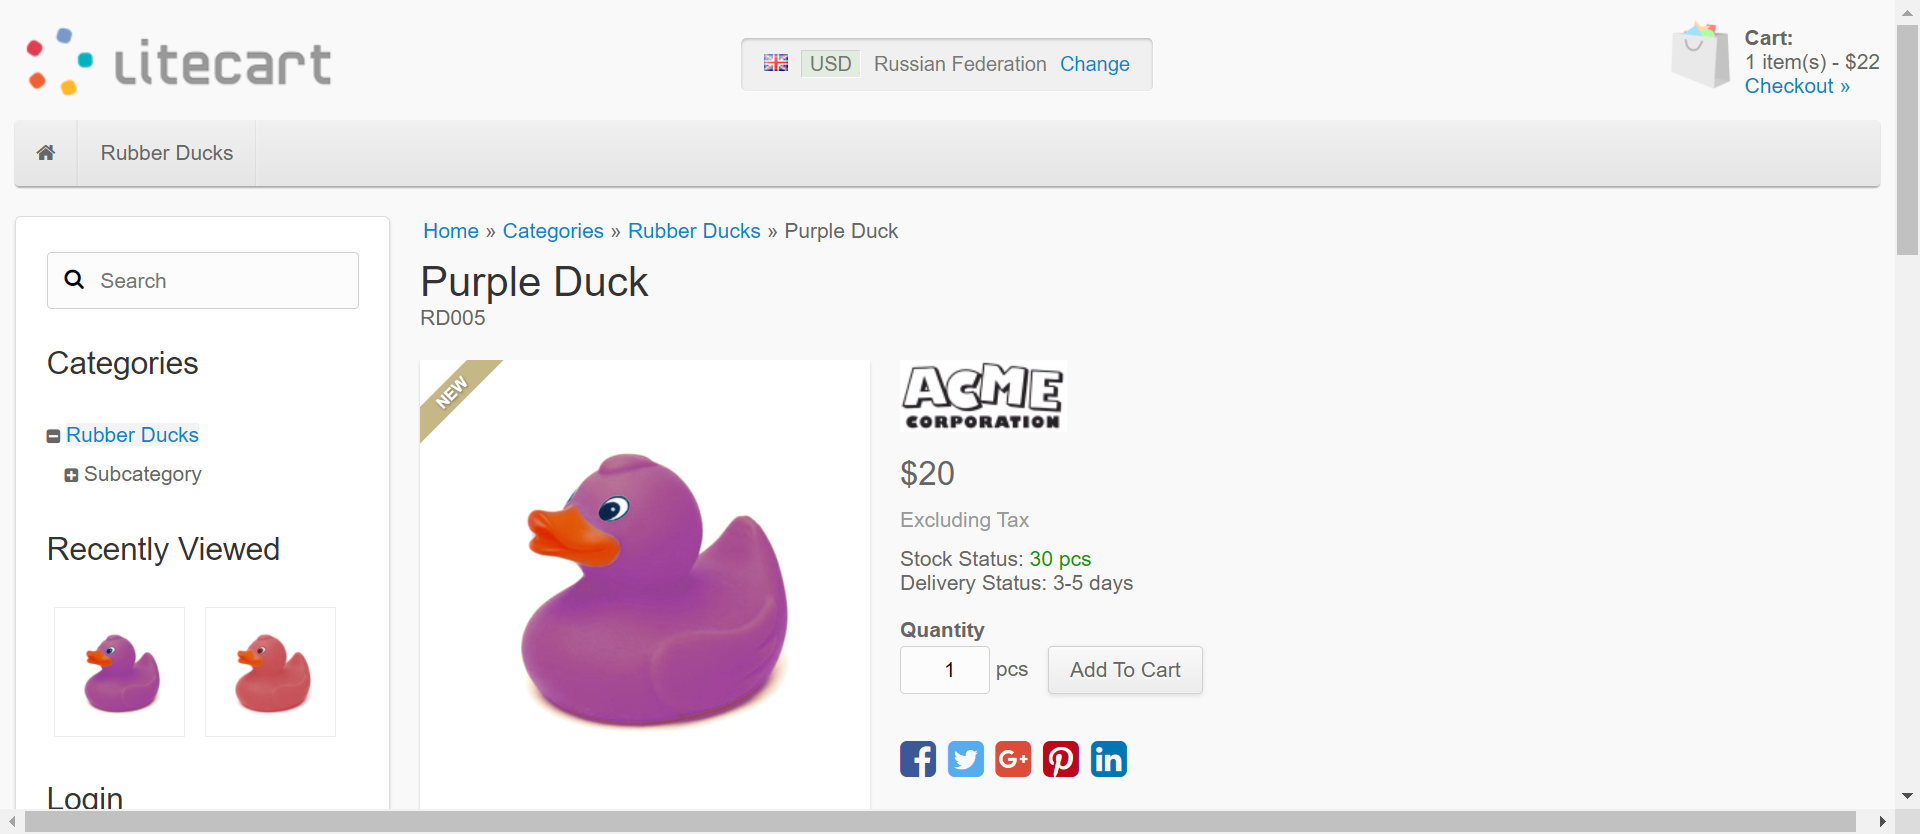 Litecart
USD Russian Federation Change
Cart:
1 item(s) - $22
Checkout »
Rubber Ducks
Search
Categories
Rubber Ducks
Subcategory
Recently Viewed
Login
Home » Categories » Rubber Ducks » Purple Duck
Purple Duck
RD005
NEW
ACME
CORPORATION
$20
Excluding Tax
Stock Status: 30 pcs
Delivery Status: 3-5 days
Quantity
1 pcs Add To Cart